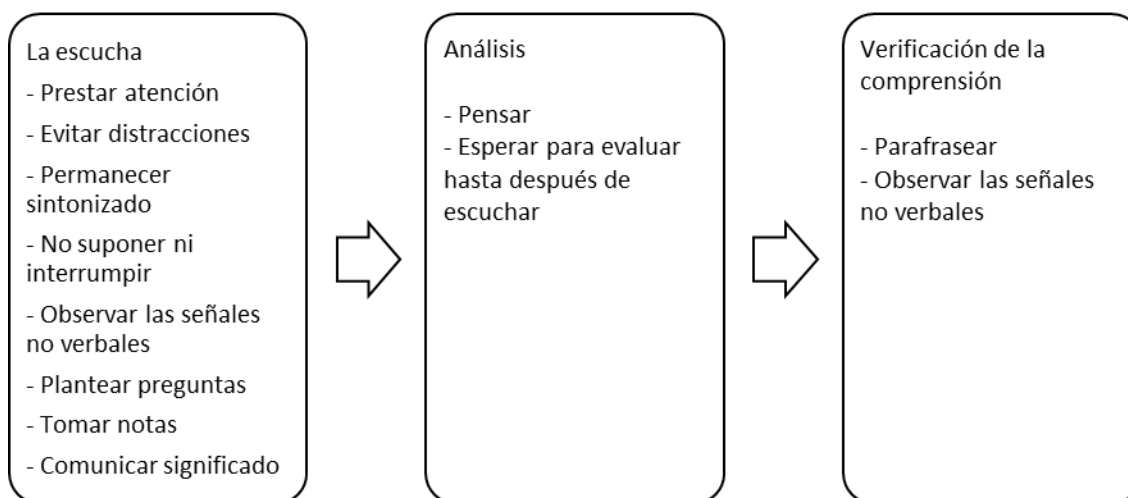 La escucha
- Prestar atención
- Evitar distracciones
- Permanecer
sintonizado
- No suponer ni
interrumpir
- Observar las señales
no verbales
- Plantear preguntas
- Tomar notas
- Comunicar significado
Análisis
- Pensar
- Esperar para evaluar
hasta después de
escuchar
Verificación de la
comprensión
- Parafrasear
- Observar las señales
no verbales